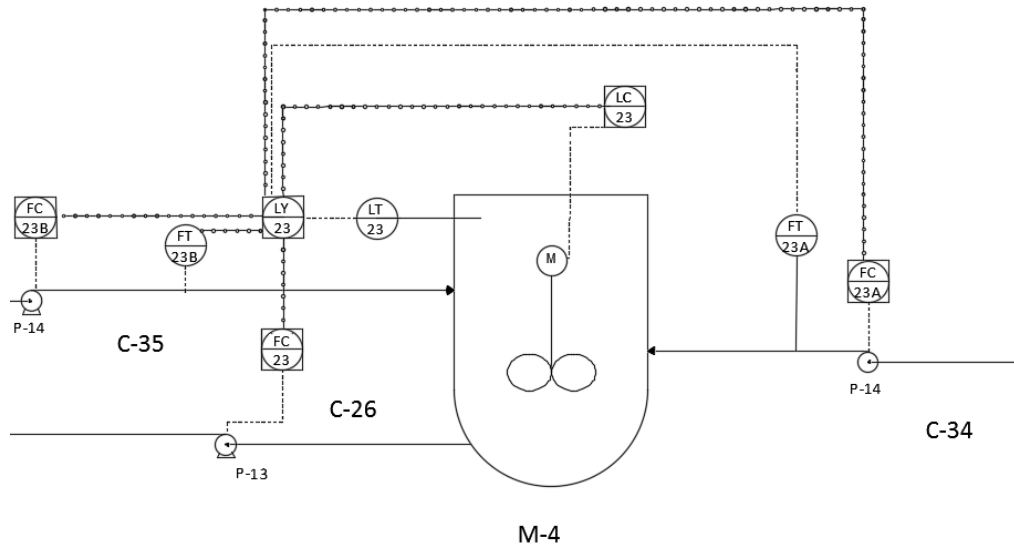 LC
23
FC
23B
LY
23
LT
23
FT
23B
FT
23A
M
FC
23A
P-14
C-35
FC
23
P-14
C-26
C-34
P-13
M-4